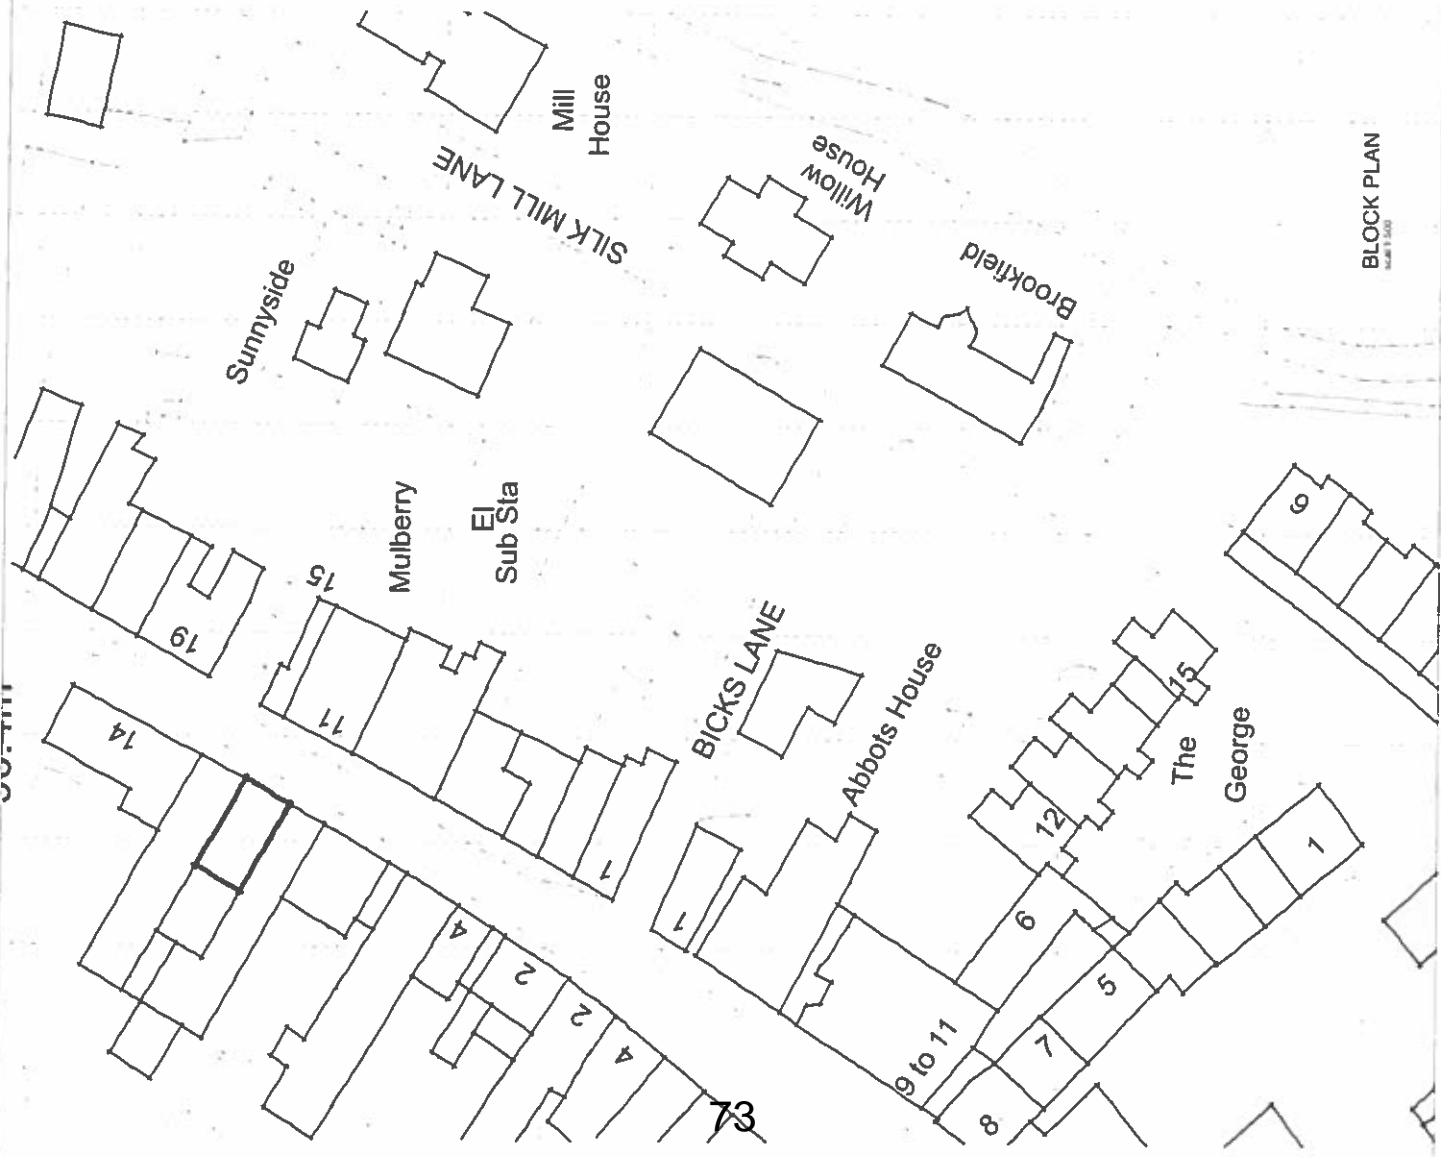 Mill
House
SILK MILL LANE
Willow
House
BLOCK PLAN
Sunnyside
Brookfield
Mulberry
El
Sub Sta
15
9
19
14
11
BICKS LANE
Abbots House
15
The
George
12
1
1
1
6
4
2
5
2
4
9 to 11
7
8
73